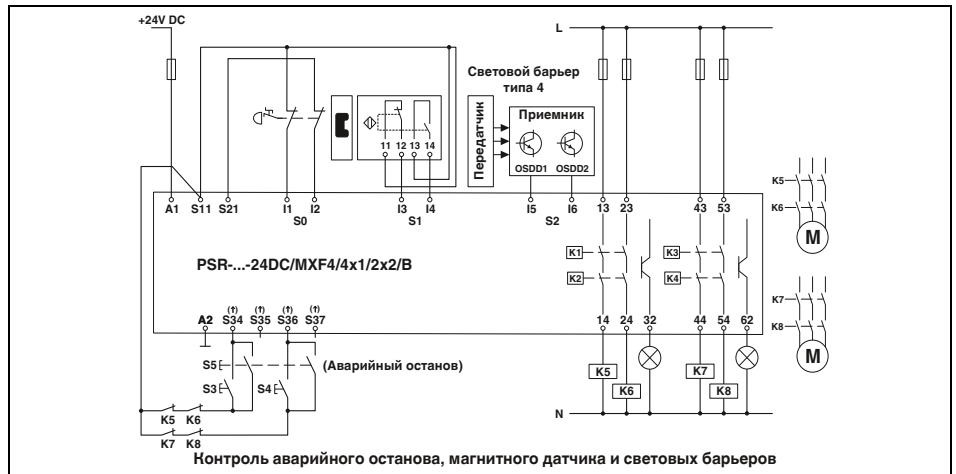 +24V DC
L
Световой барьер
типа 4
Передатчик
Приемник
11 12 13 14
OSDD1 OSDD2
K5
K6
M
A1 S11 S21 I1 I2 I3 I4 I5 I6 13 23 43 53
S0 S1 S2
PSR-...-24DC/MXF4/4x1/2x2/B
K1 K3
K2 K4
K7
K8
M
(↑) (↑) (↑) (↑)
A2 S34 S35 S36 S37 14 24 32 44 54 62
S5 (Аварийный останов)
S3 S4
K5 K7
K6 K8
K5 K6
K7 K8
N
Контроль аварийного останова, магнитного датчика и световых барьеров